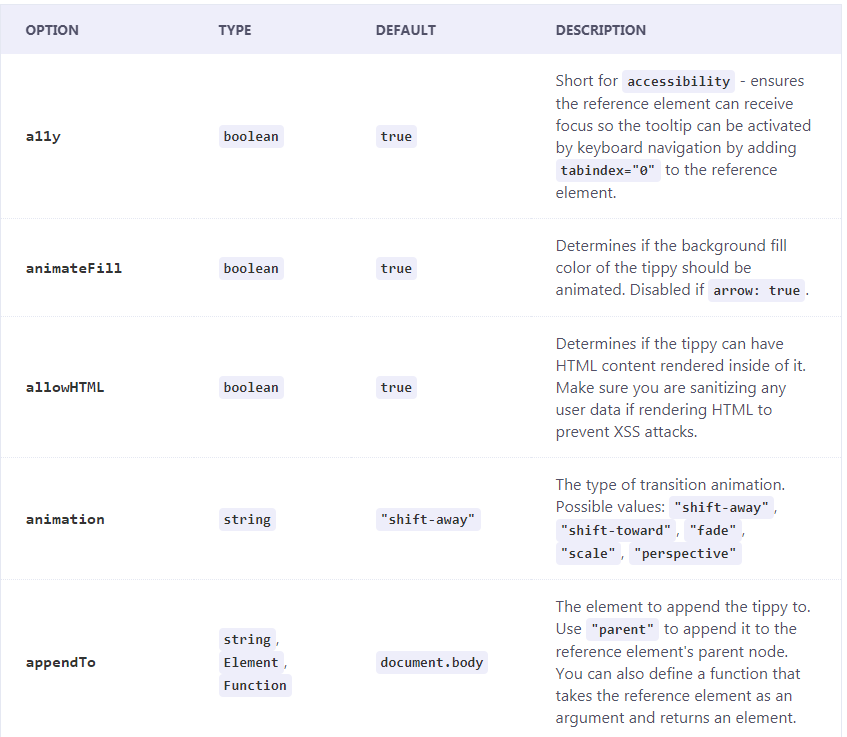 OPTION TYPE DEFAULT DESCRIPTION
a11y boolean true Short for accessibility - ensures
the reference element can receive
focus so the tooltip can be activated
by keyboard navigation by adding
tabindex="0" to the reference
element.
animateFill boolean true Determines if the background fill
color of the tippy should be
animated. Disabled if arrow: true.
allowHTML boolean true Determines if the tippy can have
HTML content rendered inside of it.
Make sure you are sanitizing any
user data if rendering HTML to
prevent XSS attacks.
animation string "shift-away" The type of transition animation.
Possible values: "shift-away",
"shift-toward", "fade",
"scale", "perspective"
appendTo string, Element, Function document.body The element to append the tippy to.
Use "parent" to append it to the
reference element's parent node.
You can also define a function that
takes the reference element as an
argument and returns an element.